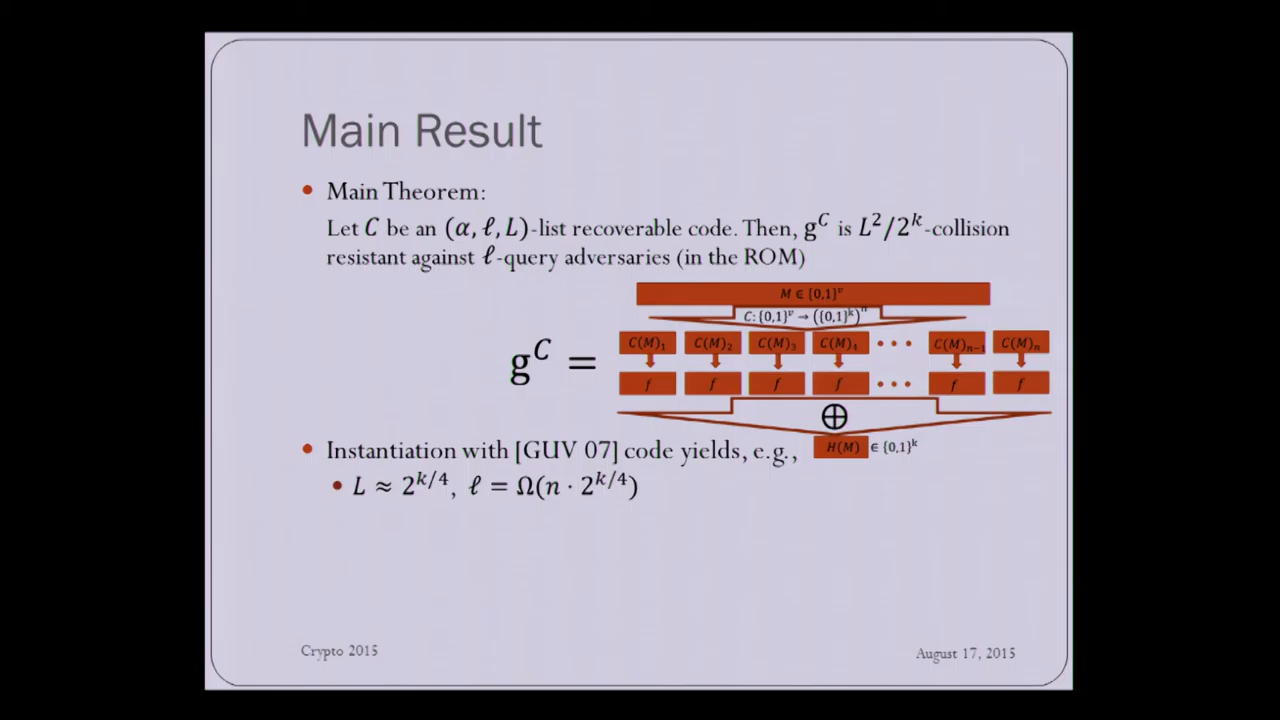 Main Result
• Main Theorem:
Let C be an (α, ℓ, L)-list recoverable code. Then, g^C is L²/2^k-collision
resistant against ℓ-query adversaries (in the ROM)
M ∈ {0,1}^v
C: {0,1}^v → ({0,1}^k)^n
C(M)₁ C(M)₂ C(M)₃ C(M)₄ • • • C(M)ₙ₋₁ C(M)ₙ
g^C =
f f f f • • • f f
⊕
• Instantiation with [GUV 07] code yields, e.g.,
H(M) ∈ {0,1}^k
• L ≈ 2^{k/4}, ℓ = Ω(n · 2^{k/4})
Crypto 2015
August 17, 2015